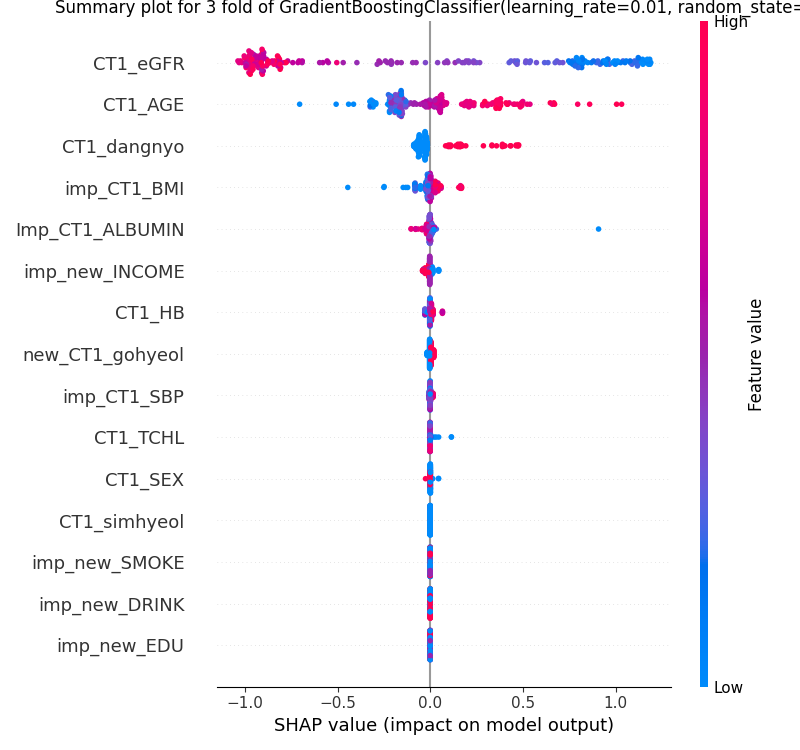 Summary plot for 3 fold of GradientBoostingClassifier(learning_rate=0.01, random_state=
High
CT1_eGFR
CT1_AGE
CT1_dangnyo
imp_CT1_BMI
Imp_CT1_ALBUMIN
imp_new_INCOME
CT1_HB
new_CT1_gohyeol
imp_CT1_SBP
CT1_TCHL
CT1_SEX
CT1_simhyeol
imp_new_SMOKE
imp_new_DRINK
imp_new_EDU
Feature value
Low
−1.0 −0.5 0.0 0.5 1.0
SHAP value (impact on model output)